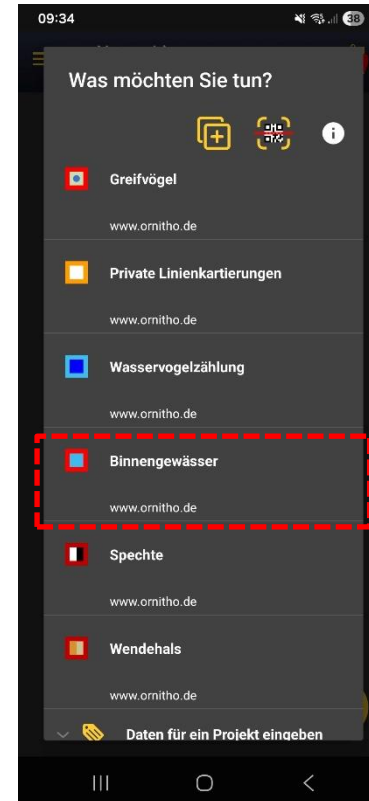 09:34
38
Was möchten Sie tun?
Greifvögel
www.ornitho.de
Private Linienkartierungen
www.ornitho.de
Wasservogelzählung
www.ornitho.de
Binnengewässer
www.ornitho.de
Spechte
www.ornitho.de
Wendehals
www.ornitho.de
Daten für ein Projekt eingeben